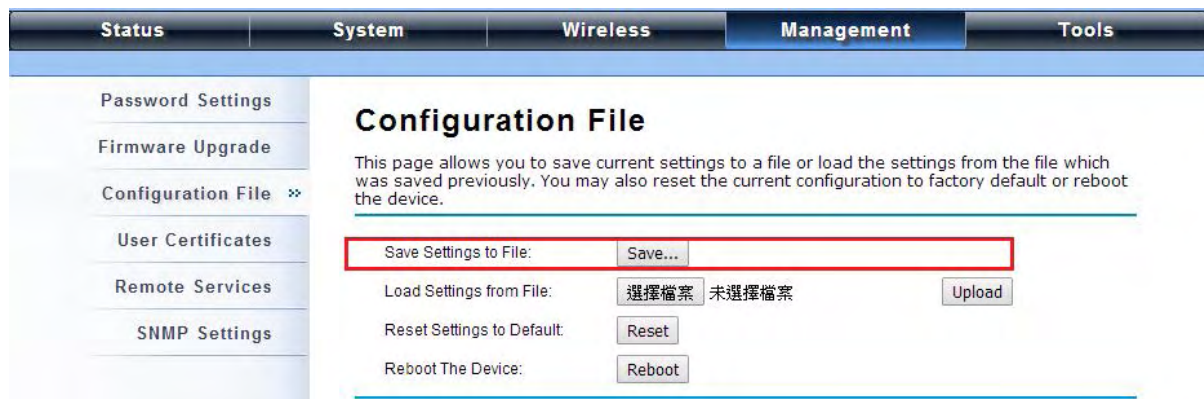 Status System Wireless Management Tools
Password Settings
Firmware Upgrade
Configuration File »
User Certificates
Remote Services
SNMP Settings
Configuration File
This page allows you to save current settings to a file or load the settings from the file which
was saved previously. You may also reset the current configuration to factory default or reboot
the device.
Save Settings to File: Save...
Load Settings from File: 選擇檔案 未選擇檔案 Upload
Reset Settings to Default: Reset
Reboot The Device: Reboot